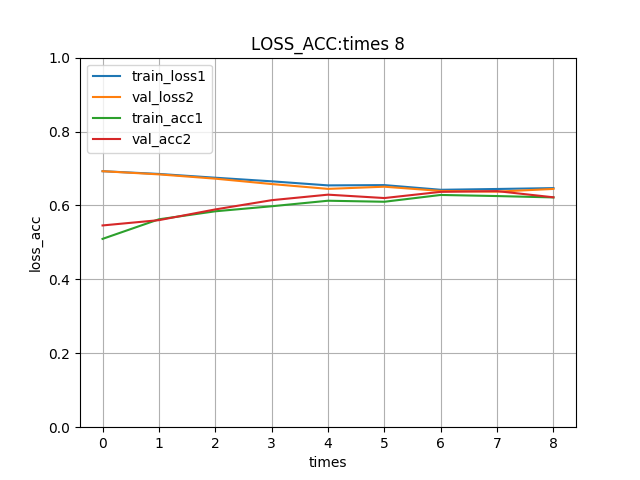 LOSS_ACC:times 8
1.0
0.8
0.6
0.4
0.2
0.0
loss_acc
train_loss1
val_loss2
train_acc1
val_acc2
0 1 2 3 4 5 6 7 8
times